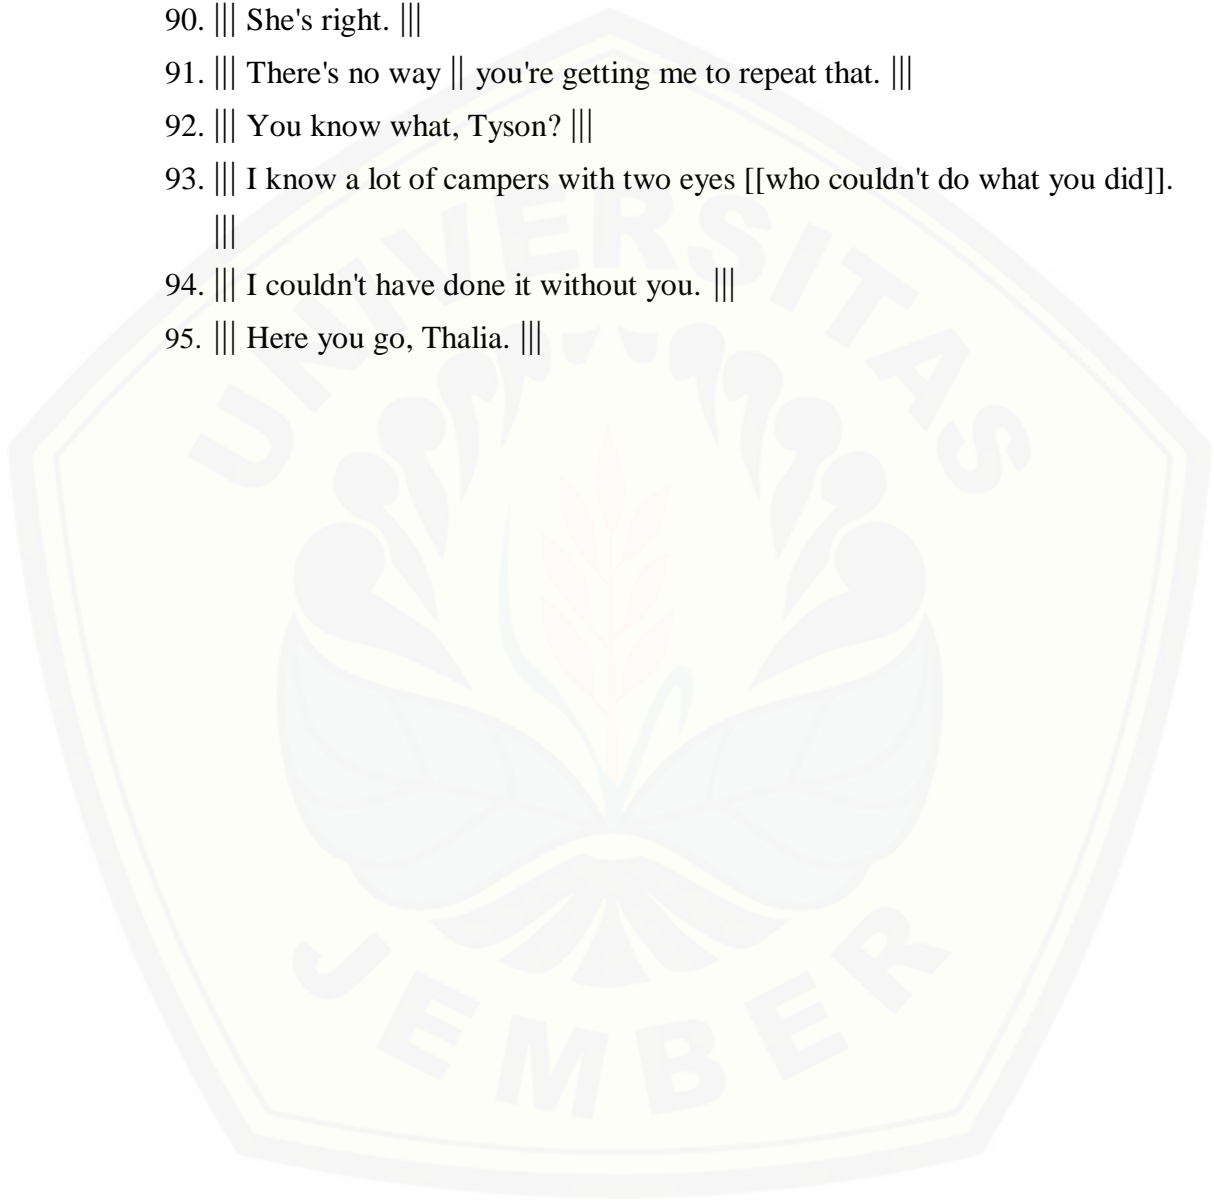 90. ||| She's right. |||
91. ||| There's no way || you're getting me to repeat that. |||
92. ||| You know what, Tyson? |||
93. ||| I know a lot of campers with two eyes [[who couldn't do what you did]].
|||
94. ||| I couldn't have done it without you. |||
95. ||| Here you go, Thalia. |||
UNIVERSITAS
JEMBER